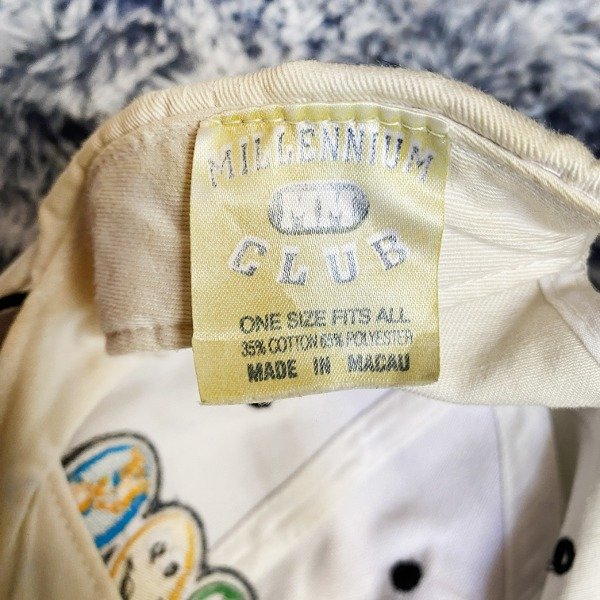 MILLENNIUM
MM
CLUB
ONE SIZE FITS ALL
35% COTTON 65% POLYESTER
MADE IN MACAU